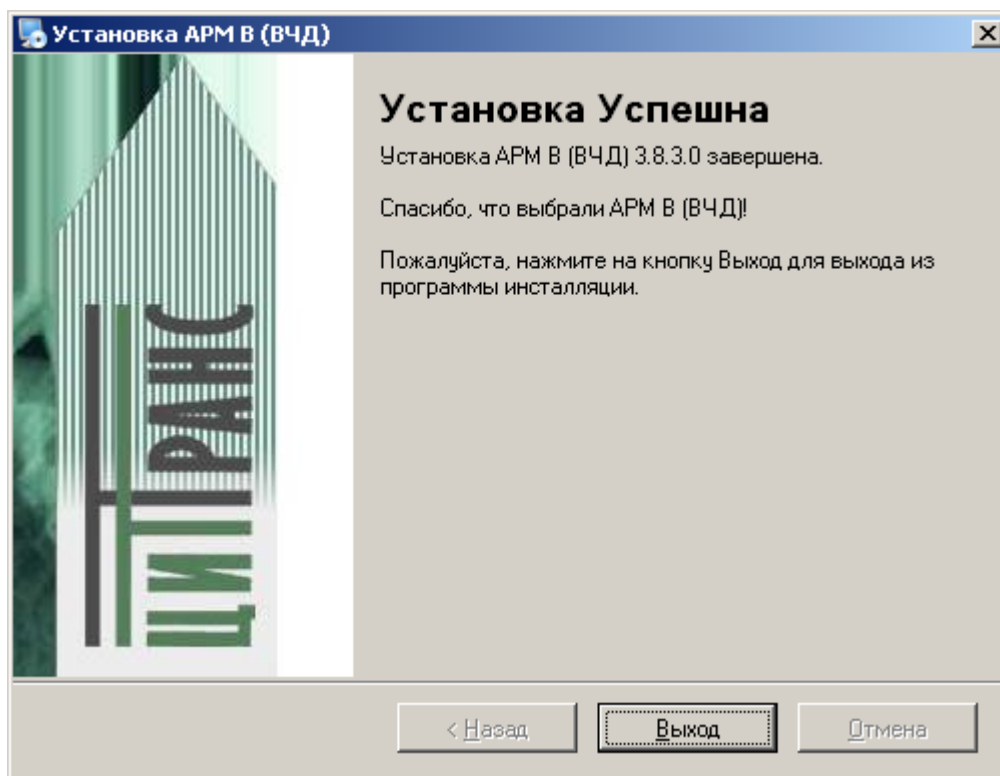 Установка АРМ В (ВЧД)
Установка Успешна
Установка АРМ В (ВЧД) 3.8.3.0 завершена.
Спасибо, что выбрали АРМ В (ВЧД)!
Пожалуйста, нажмите на кнопку Выход для выхода из
программы инсталляции.
ЦИТТРАНС
< Назад
Выход
Отмена